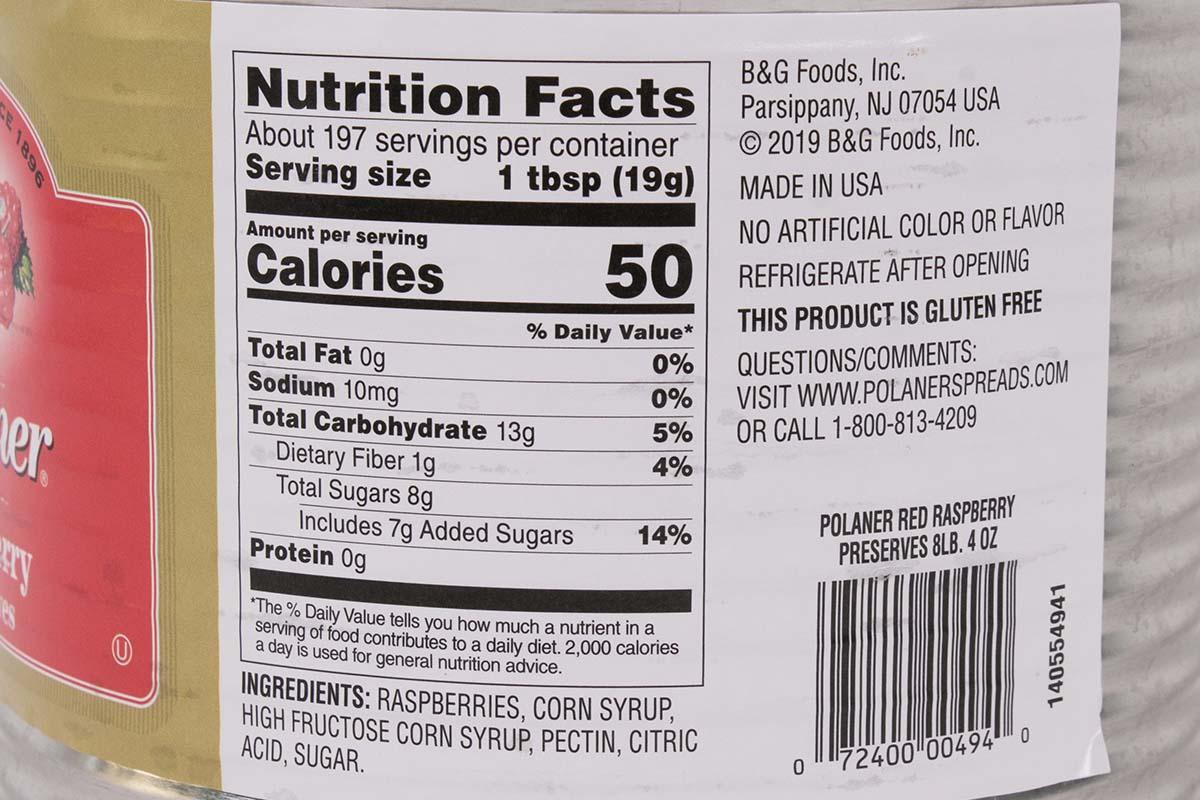 CE 1896
ner®
rry
es
U
Nutrition Facts
About 197 servings per container
Serving size 1 tbsp (19g)
Amount per serving
Calories 50
% Daily Value*
Total Fat 0g 0%
Sodium 10mg 0%
Total Carbohydrate 13g 5%
Dietary Fiber 1g 4%
Total Sugars 8g
Includes 7g Added Sugars 14%
Protein 0g
*The % Daily Value tells you how much a nutrient in a
serving of food contributes to a daily diet. 2,000 calories
a day is used for general nutrition advice.
INGREDIENTS: RASPBERRIES, CORN SYRUP,
HIGH FRUCTOSE CORN SYRUP, PECTIN, CITRIC
ACID, SUGAR.
B&G Foods, Inc.
Parsippany, NJ 07054 USA
© 2019 B&G Foods, Inc.
MADE IN USA
NO ARTIFICIAL COLOR OR FLAVOR
REFRIGERATE AFTER OPENING
THIS PRODUCT IS GLUTEN FREE
QUESTIONS/COMMENTS:
VISIT WWW.POLANERSPREADS.COM
OR CALL 1-800-813-4209
POLANER RED RASPBERRY
PRESERVES 8LB. 4 OZ
0 72400 00494 0
140554941